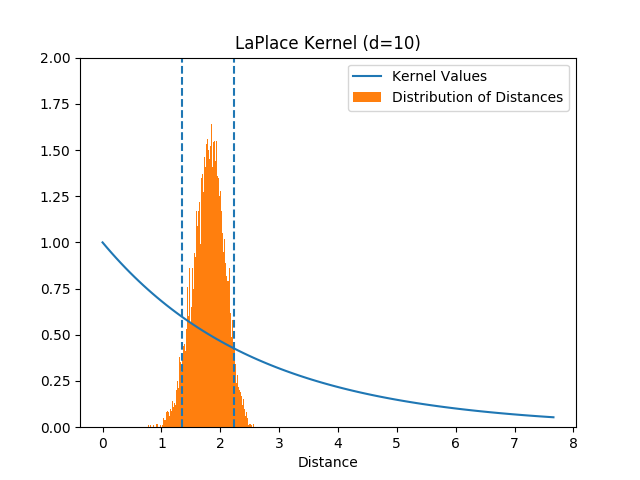 LaPlace Kernel (d=10)
2.00
1.75
1.50
1.25
1.00
0.75
0.50
0.25
0.00
Kernel Values
Distribution of Distances
0 1 2 3 4 5 6 7 8
Distance